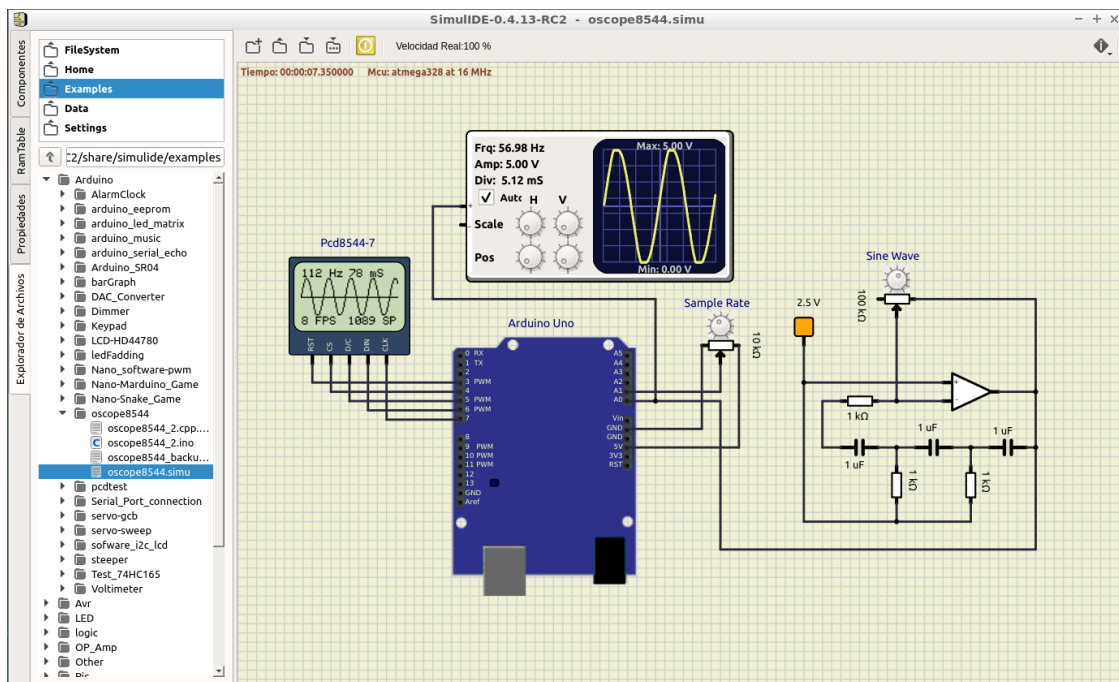 SimulIDE-0.4.13-RC2 - oscope8544.simu
Componentes
RamTable
Propiedades
Explorador de Archivos
FileSystem
Home
Examples
Data
Settings
C2/share/simulide/examples
Arduino
AlarmClock
arduino_eeprom
arduino_led_matrix
arduino_music
arduino_serial_echo
Arduino_SR04
barGraph
DAC_Converter
Dimmer
Keypad
LCD-HD44780
ledFadding
Nano_software-pwm
Nano-Marduino_Game
Nano-Snake_Game
oscope8544
oscope8544_2.cpp....
oscope8544_2.ino
oscope8544_backu...
oscope8544.simu
pcdtest
Serial_Port_connection
servo-gcb
servo-sweep
sofware_i2c_lcd
steeper
Test_74HC165
Voltimeter
Avr
LED
logic
OP_Amp
Other
Pic
Velocidad Real:100 %
Tiempo: 00:00:07.350000 Mcu: atmega328 at 16 MHz
Frq: 56.98 Hz
Amp: 5.00 V
Div: 5.12 mS
Auto H V
Scale
Pos
Max: 5.00 V
Min: 0.00 V
Pcd8544-7
112 Hz 78 mS
8 FPS 1089 SP
RST CS D/C DIN CLK
Arduino Uno
0 RX
1 TX
2
3 PWM
4
5 PWM
6 PWM
7
8
9 PWM
10 PWM
11 PWM
12
13
GND
Aref
A5
A4
A3
A2
A1
A0
Vin
GND
GND
5V
3V3
RST
Sample Rate
10 kΩ
2.5 V
Sine Wave
100 kΩ
1 kΩ
1 uF
1 uF
1 uF
1 kΩ
1 kΩ